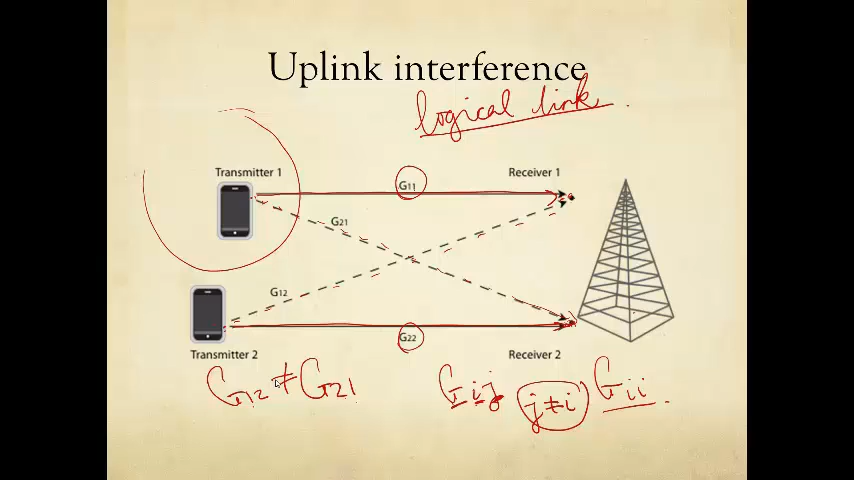 Uplink interference
logical link.
Transmitter 1
G11
Receiver 1
G21
G12
Transmitter 2
G22
Receiver 2
G12 ≠ G21
Gij j≠i, Gii.